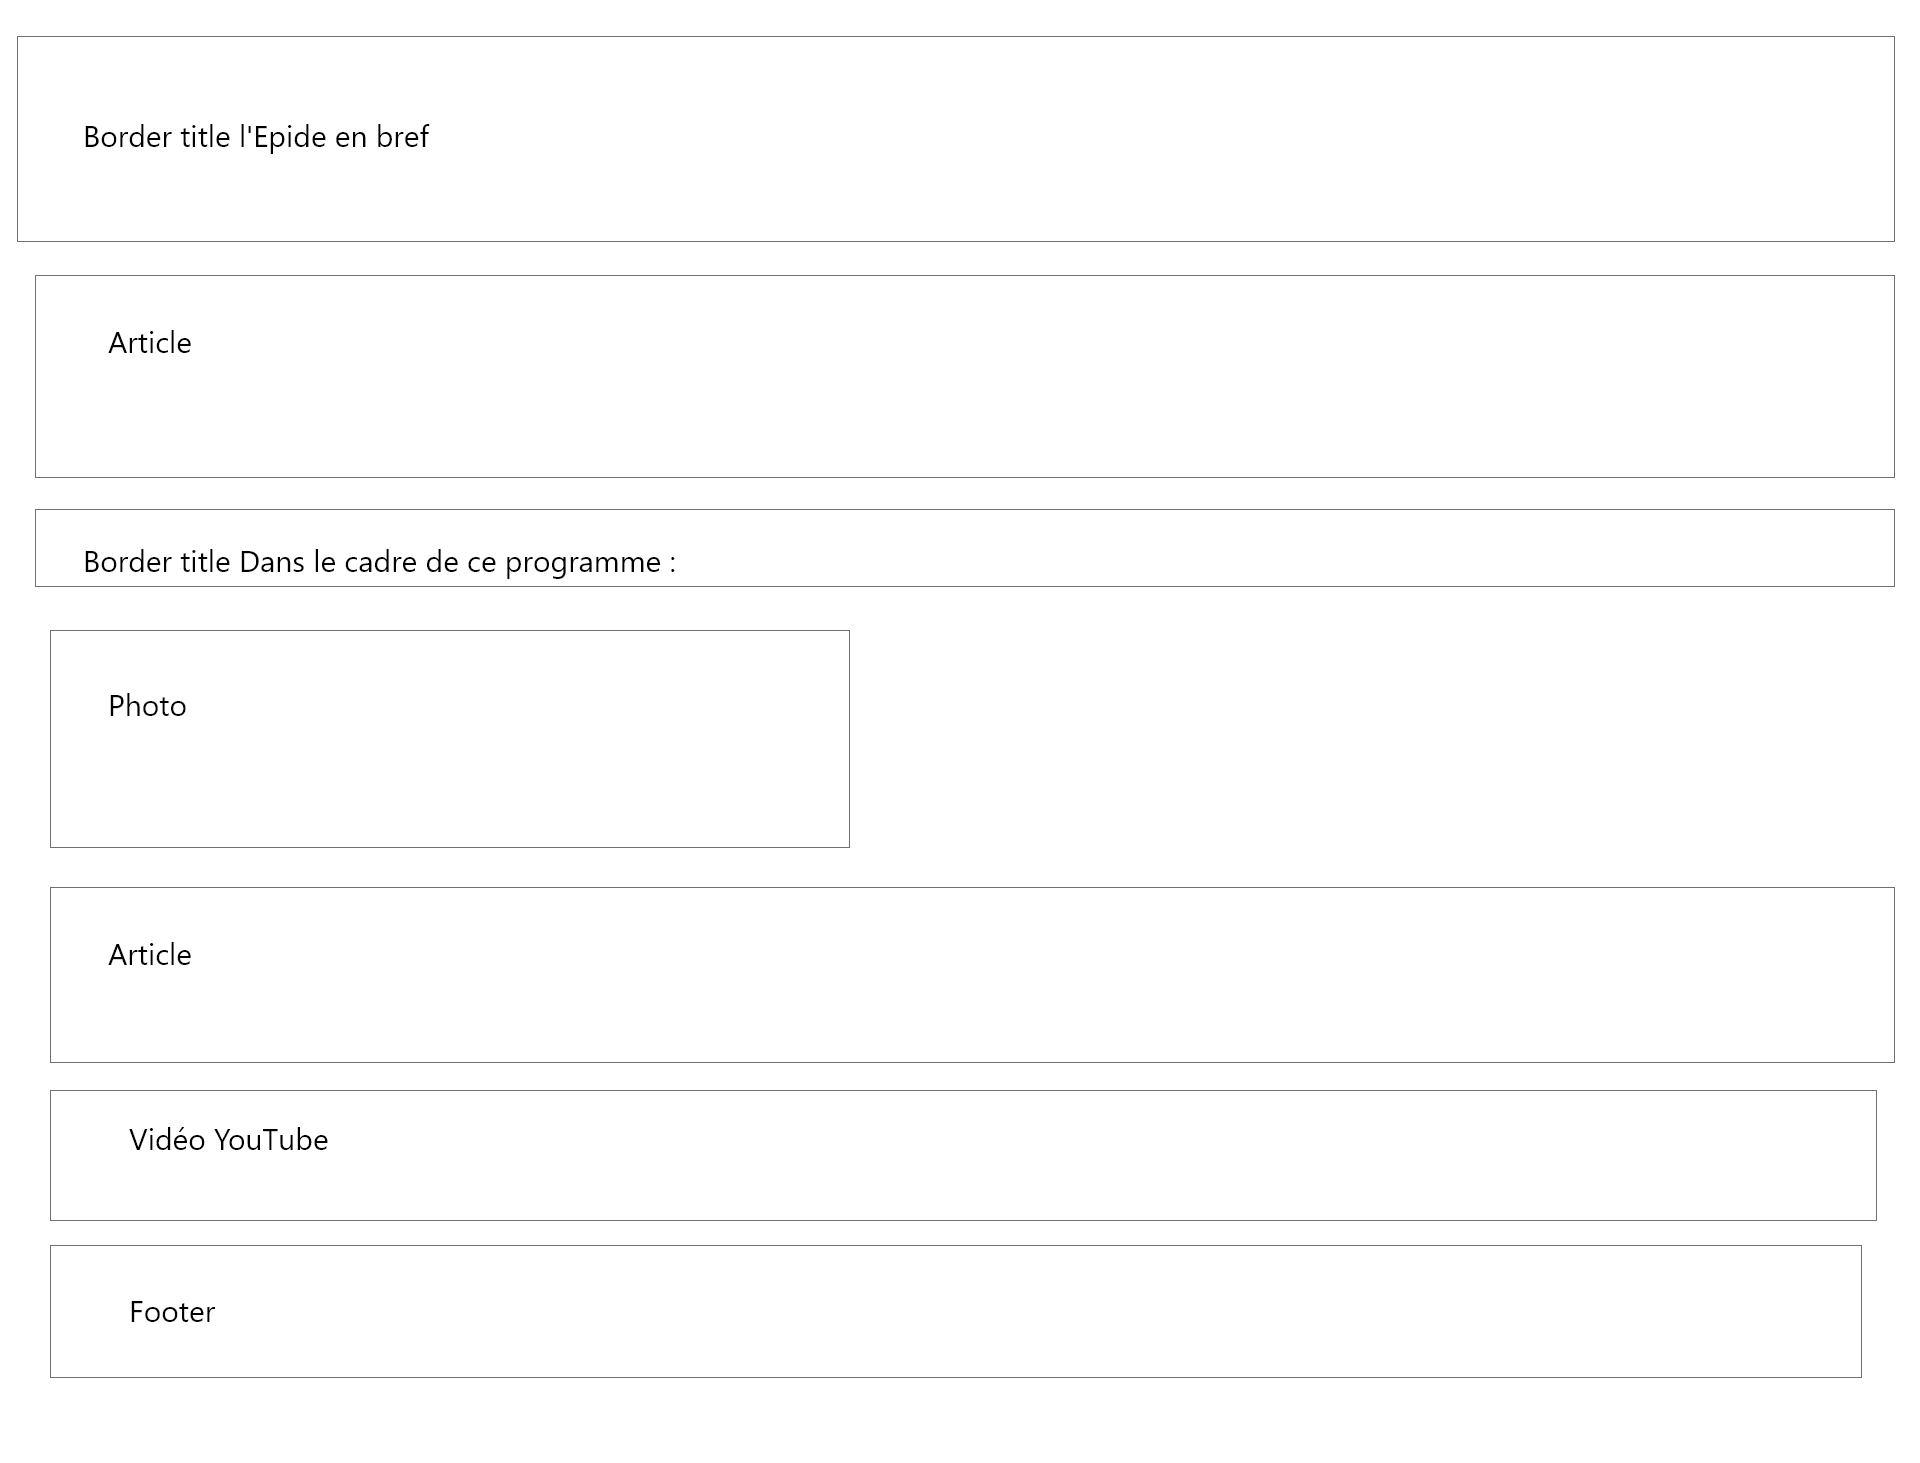 Border title l'Epide en bref
Article
Border title Dans le cadre de ce programme :
Photo
Article
Vidéo YouTube
Footer